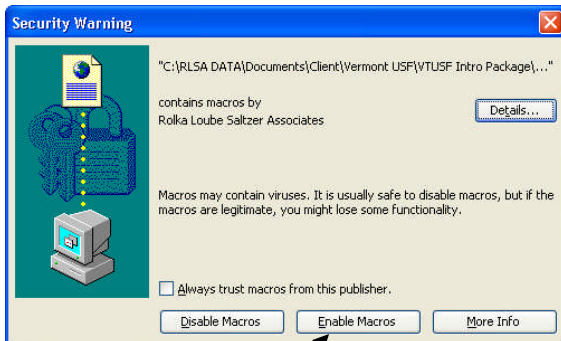 Security Warning
"C:\RLSA DATA\Documents\Client\Vermont USF\VTUSF Intro Package\..."
contains macros by
Rolka Loube Saltzer Associates
Details...
Macros may contain viruses. It is usually safe to disable macros, but if the
macros are legitimate, you might lose some functionality.
Always trust macros from this publisher.
Disable Macros
Enable Macros
More Info